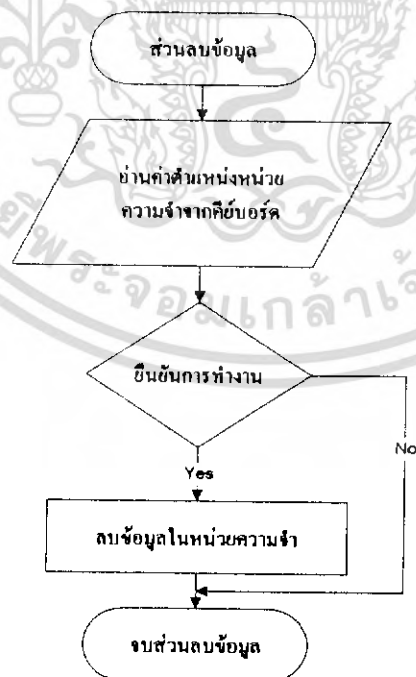 ส่วนลบข้อมูล
อ่านค่าตำแหน่งหน่วย
ความจำจากคีย์บอร์ด
ยืนยันการทำงาน
No
Yes
ลบข้อมูลในหน่วยความจำ
จบส่วนลบข้อมูล